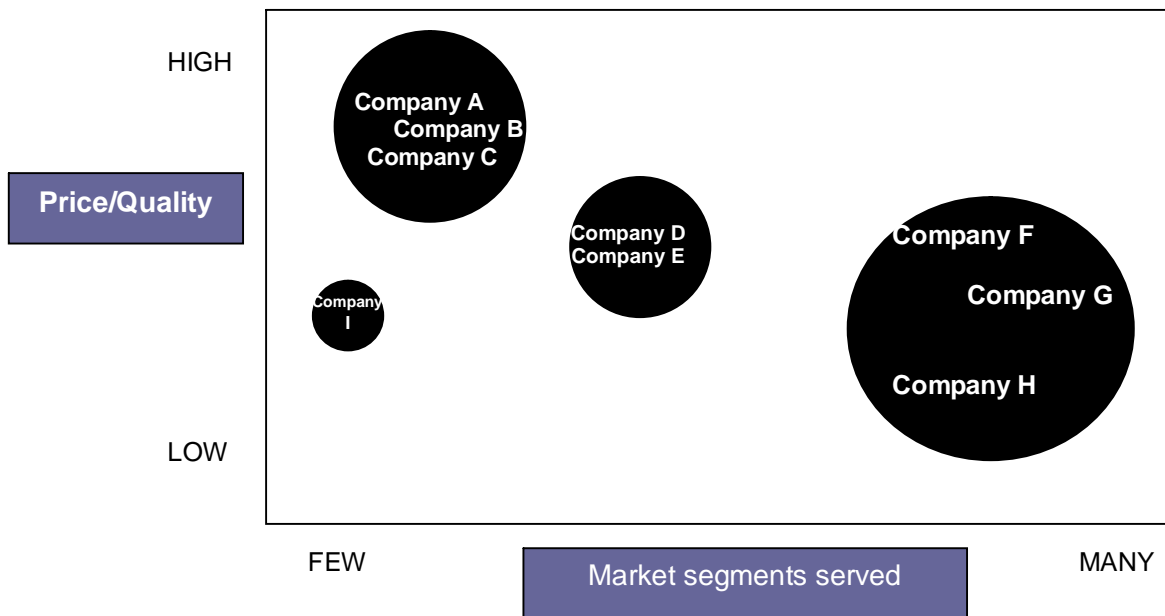 HIGH
Company A
Company B
Company C
Price/Quality
Company D
Company E
Company F
Company G
Company
I
Company H
LOW
FEW
Market segments served
MANY